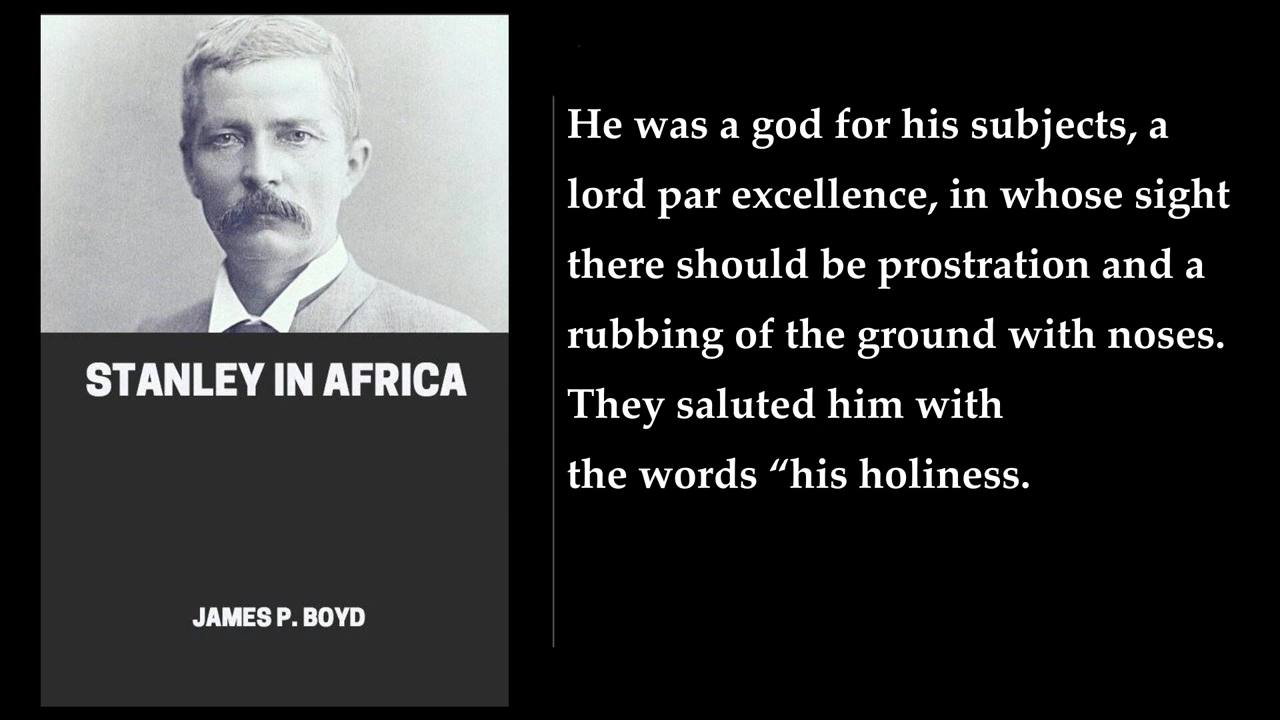 STANLEY IN AFRICA
JAMES P. BOYD
He was a god for his subjects, a
lord par excellence, in whose sight
there should be prostration and a
rubbing of the ground with noses.
They saluted him with
the words “his holiness.